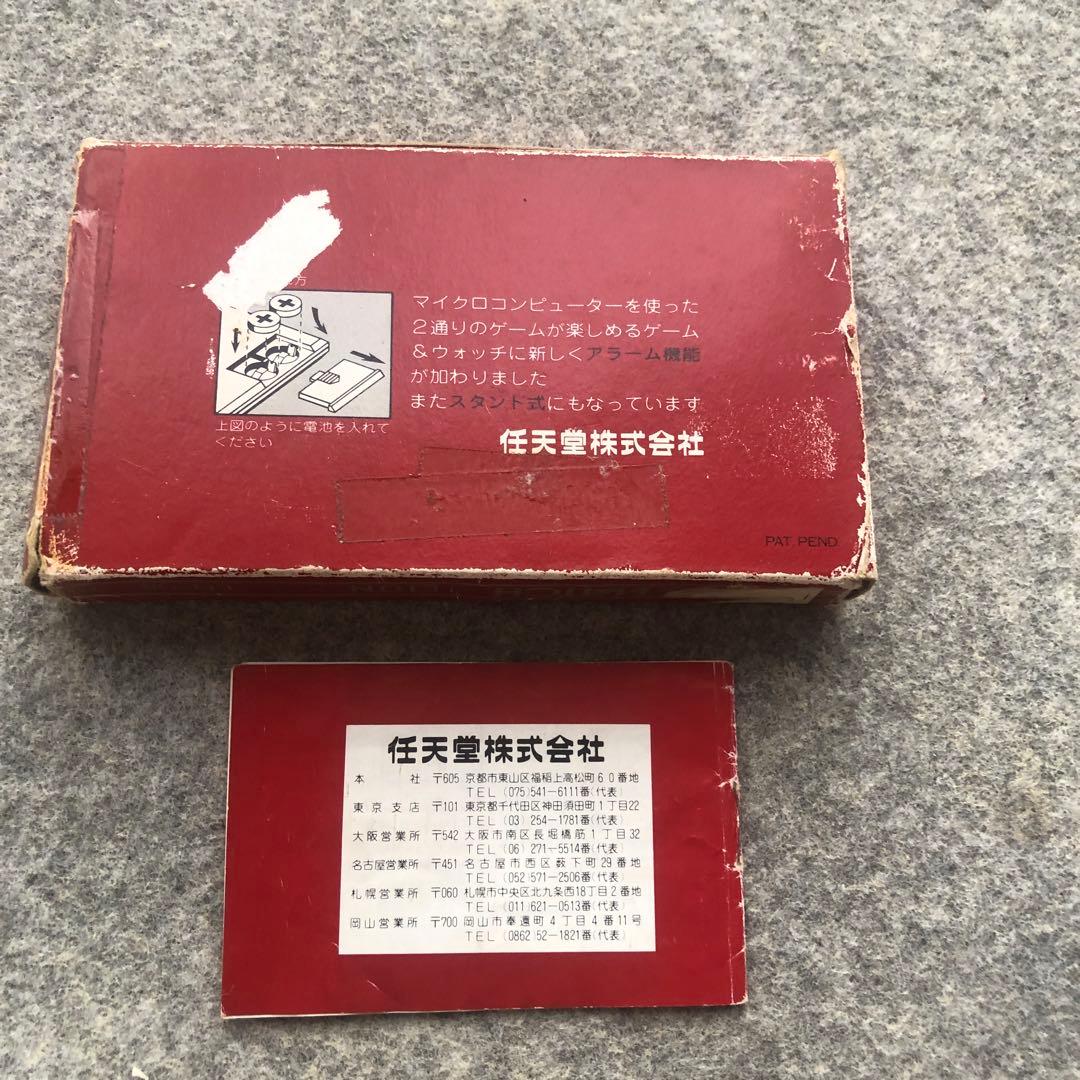 方
マイクロコンピューターを使った
2通りのゲームが楽しめるゲーム
&ウォッチに新しくアラーム機能
が加わりました
またスタンド式にもなっています
任天堂株式会社
上図のように電池を入れて
ください
PAT. PEND.
任天堂株式会社
本社 〒605 京都市東山区福稲上高松町60番地
TEL (075)541-6111番(代表)
東京支店 〒101 東京都千代田区神田須田町1丁目22
TEL (03) 254-1781番(代表)
大阪営業所 〒542 大阪市南区長堀橋筋1丁目32
TEL (06) 271-5514番(代表)
名古屋営業所 〒451 名古屋市西区薮下町29番地
TEL (052)571-2506番(代表)
札幌営業所 〒060 札幌市中央区北九条西18丁目2番地
TEL (011)621-0513番(代表)
岡山営業所 〒700 岡山市奉還町4丁目4番11号
TEL (0862)52-1821番(代表)